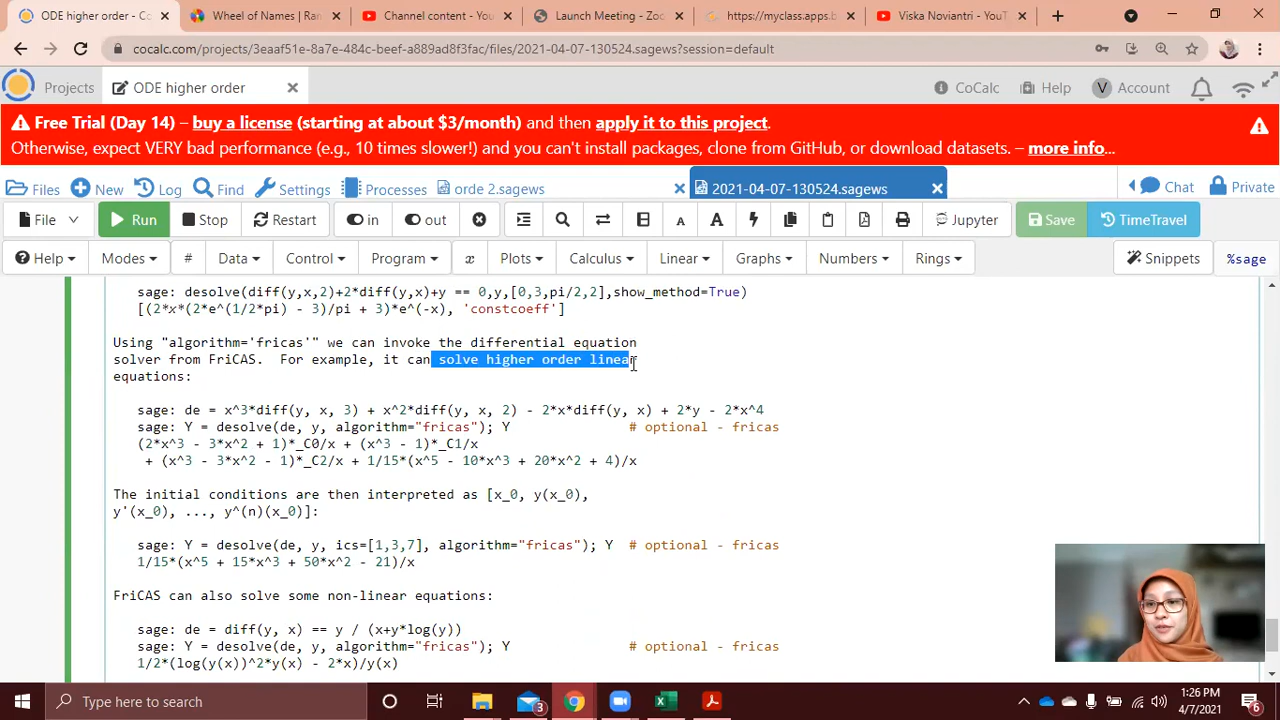 ODE higher order - Co
Wheel of Names | Ran
Channel content - You
Launch Meeting - Zoo
https://myclass.apps.b
Viska Noviantri - YouT
cocalc.com/projects/3eaaf51e-8a7e-484c-beef-a889ad8f3fac/files/2021-04-07-130524.sagews?session=default
Projects
ODE higher order
CoCalc
Help
V Account
Free Trial (Day 14) – buy a license (starting at about $3/month) and then apply it to this project.
Otherwise, expect VERY bad performance (e.g., 10 times slower!) and you can't install packages, clone from GitHub, or download datasets. – more info...
Files
New
Log
Find
Settings
Processes
orde 2.sagews
2021-04-07-130524.sagews
Chat
Private
File
Run
Stop
Restart
in
out
Jupyter
Save
TimeTravel
Help
Modes
#
Data
Control
Program
x
Plots
Calculus
Linear
Graphs
Numbers
Rings
Snippets
%sage
sage: desolve(diff(y,x,2)+2*diff(y,x)+y == 0,y,[0,3,pi/2,2],show_method=True)
[(2*x*(2*e^(1/2*pi) - 3)/pi + 3)*e^(-x), 'constcoeff']
Using "algorithm='fricas'" we can invoke the differential equation
solver from FriCAS.  For example, it can solve higher order linear
equations:
sage: de = x^3*diff(y, x, 3) + x^2*diff(y, x, 2) - 2*x*diff(y, x) + 2*y - 2*x^4
sage: Y = desolve(de, y, algorithm="fricas"); Y # optional - fricas
(2*x^3 - 3*x^2 + 1)*_C0/x + (x^3 - 1)*_C1/x
+ (x^3 - 3*x^2 - 1)*_C2/x + 1/15*(x^5 - 10*x^3 + 20*x^2 + 4)/x
The initial conditions are then interpreted as [x_0, y(x_0),
y'(x_0), ..., y^(n)(x_0)]:
sage: Y = desolve(de, y, ics=[1,3,7], algorithm="fricas"); Y # optional - fricas
1/15*(x^5 + 15*x^3 + 50*x^2 - 21)/x
FriCAS can also solve some non-linear equations:
sage: de = diff(y, x) == y / (x+y*log(y))
sage: Y = desolve(de, y, algorithm="fricas"); Y # optional - fricas
1/2*(log(y(x))^2*y(x) - 2*x)/y(x)
Type here to search
3
1:26 PM
4/7/2021
6